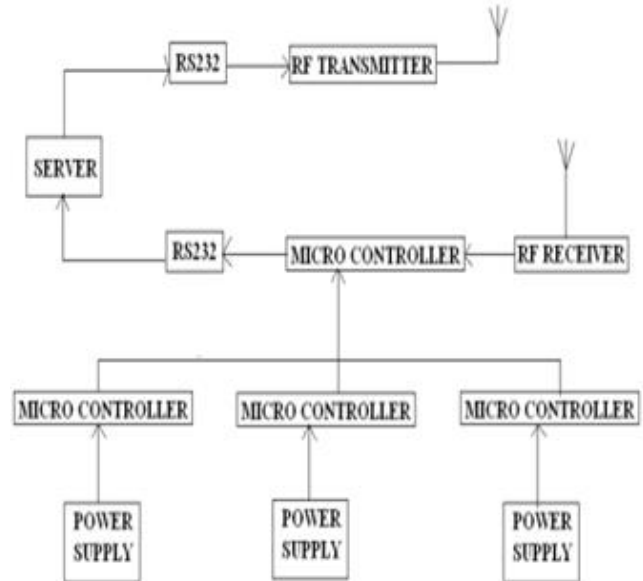 RS232
RF TRANSMITTER
SERVER
RS232
MICRO CONTROLLER
RF RECEIVER
MICRO CONTROLLER
MICRO CONTROLLER
MICRO CONTROLLER
POWER
SUPPLY
POWER
SUPPLY
POWER
SUPPLY